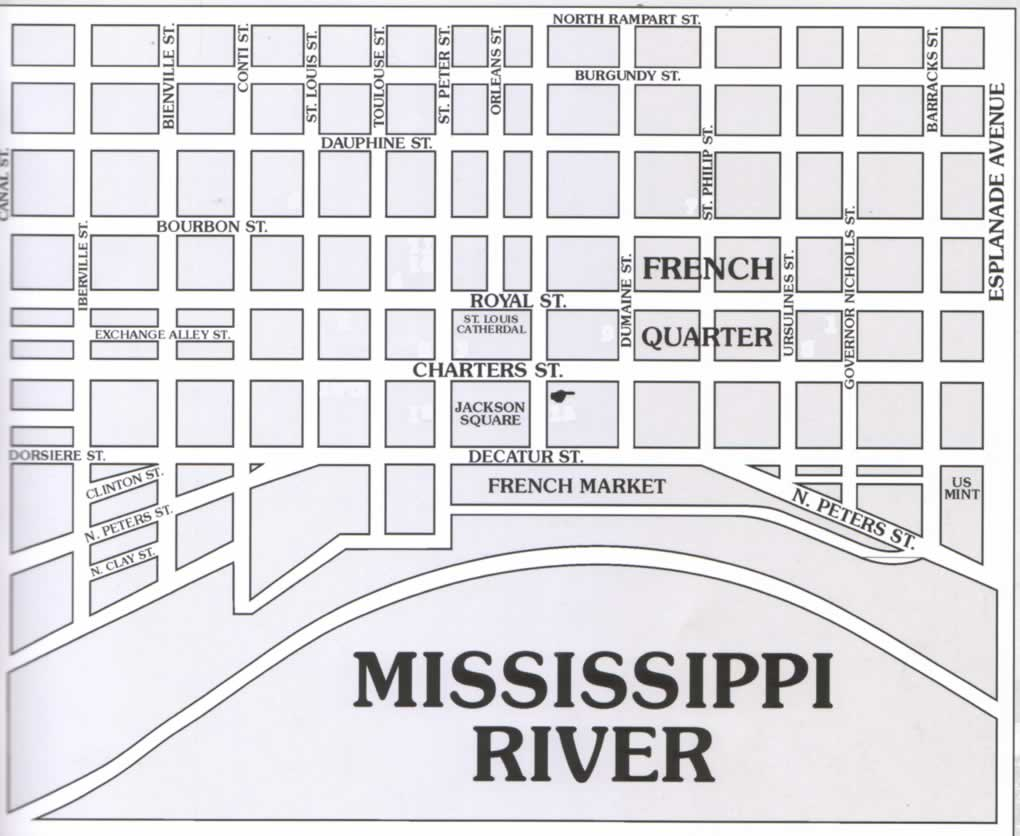 NORTH RAMPART ST.
BIENVILLE ST.
CONTI ST.
ST. LOUIS ST.
TOULOUSE ST.
ST. PETER ST.
ORLEANS ST.
BARRACKS ST.
BURGUNDY ST.
ESPLANADE AVENUE
DAUPHINE ST.
ST. PHILIP ST.
CANAL ST.
BOURBON ST.
IBERVILLE ST.
DUMAINE ST.
FRENCH
QUARTER
URSULINES ST.
GOVERNOR NICHOLLS ST.
ROYAL ST.
ST. LOUIS
CATHERDAL
EXCHANGE ALLEY ST.
CHARTERS ST.
JACKSON
SQUARE
DORSIERE ST.
DECATUR ST.
CLINTON ST.
FRENCH MARKET
US
MINT
N. PETERS ST.
N. PETERS ST.
N. CLAY ST.
MISSISSIPPI
RIVER